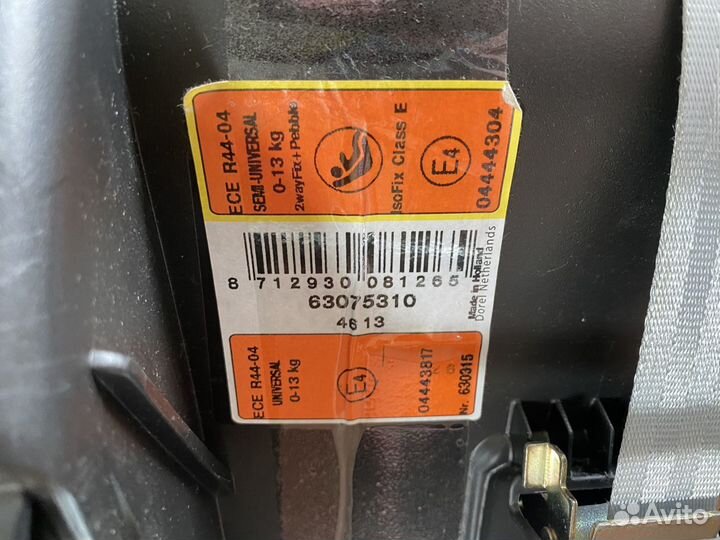 ECE R44-04
SEMI-UNIVERSAL
0-13 kg
2wayFix+Pebble
IsoFix Class: E
E4
04444304
8 712930 081265
63075310
4613
Made in Holland
Dorel Netherlands
ECE R44-04
UNIVERSAL
0-13 kg
E4
04443817
Nr. 630315
Avito